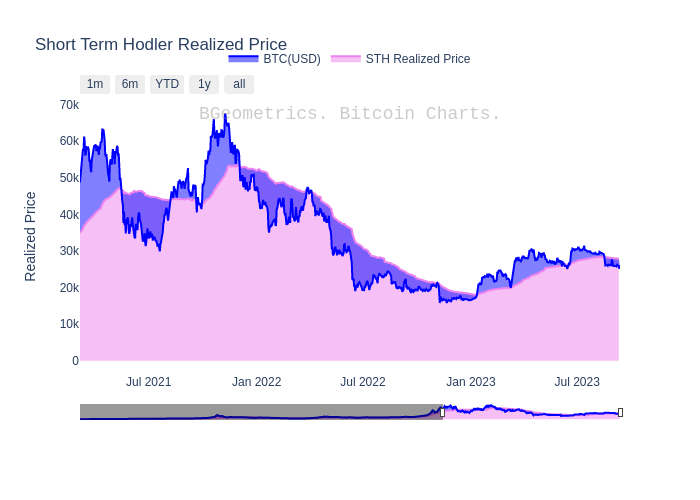 Short Term Hodler Realized Price
BTC(USD) STH Realized Price
1m 6m YTD 1y all
BGeometrics. Bitcoin Charts.
Realized Price
70k
60k
50k
40k
30k
20k
10k
0
Jul 2021 Jan 2022 Jul 2022 Jan 2023 Jul 2023